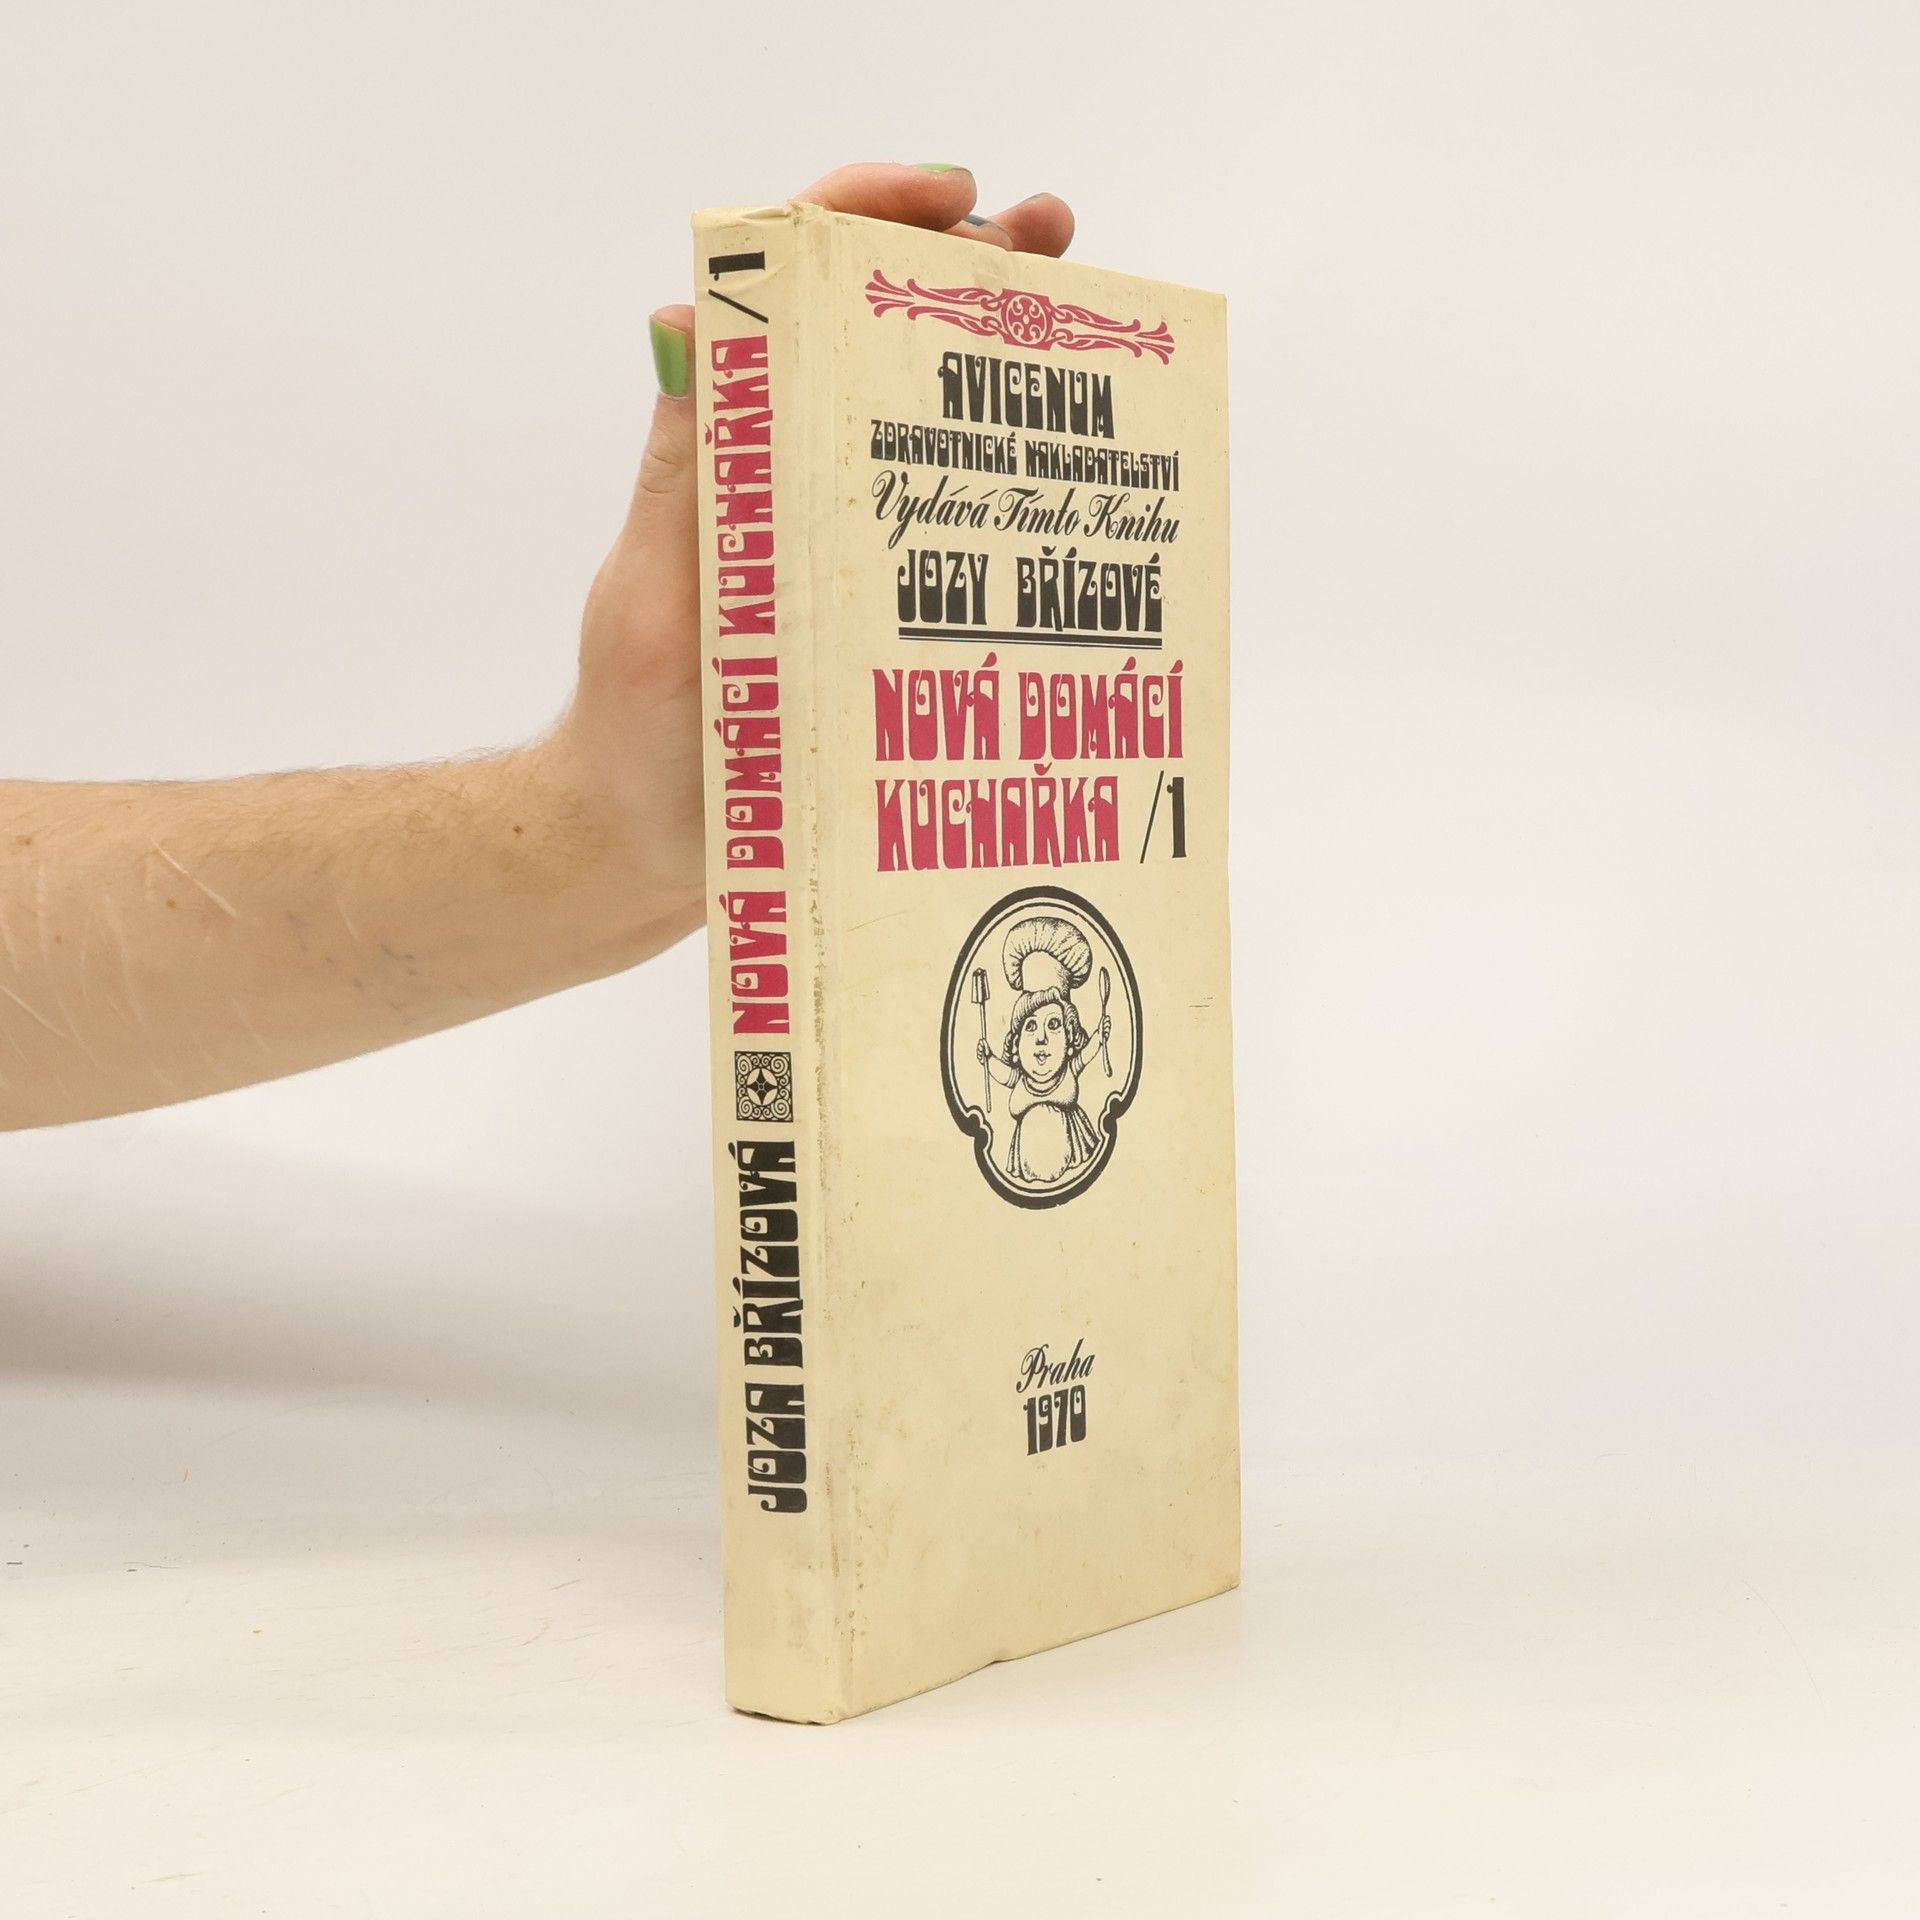 JOZA BŘÍZOVÁ NOVÁ DOMÁCÍ KUCHAŘKA /1
AVICENUM
ZDRAVOTNICKÉ NAKLADATELSTVÍ
Vydává Tímto Knihu
JOZY BŘÍZOVÉ
NOVÁ DOMÁCÍ
KUCHAŘKA /1
Praha
1970